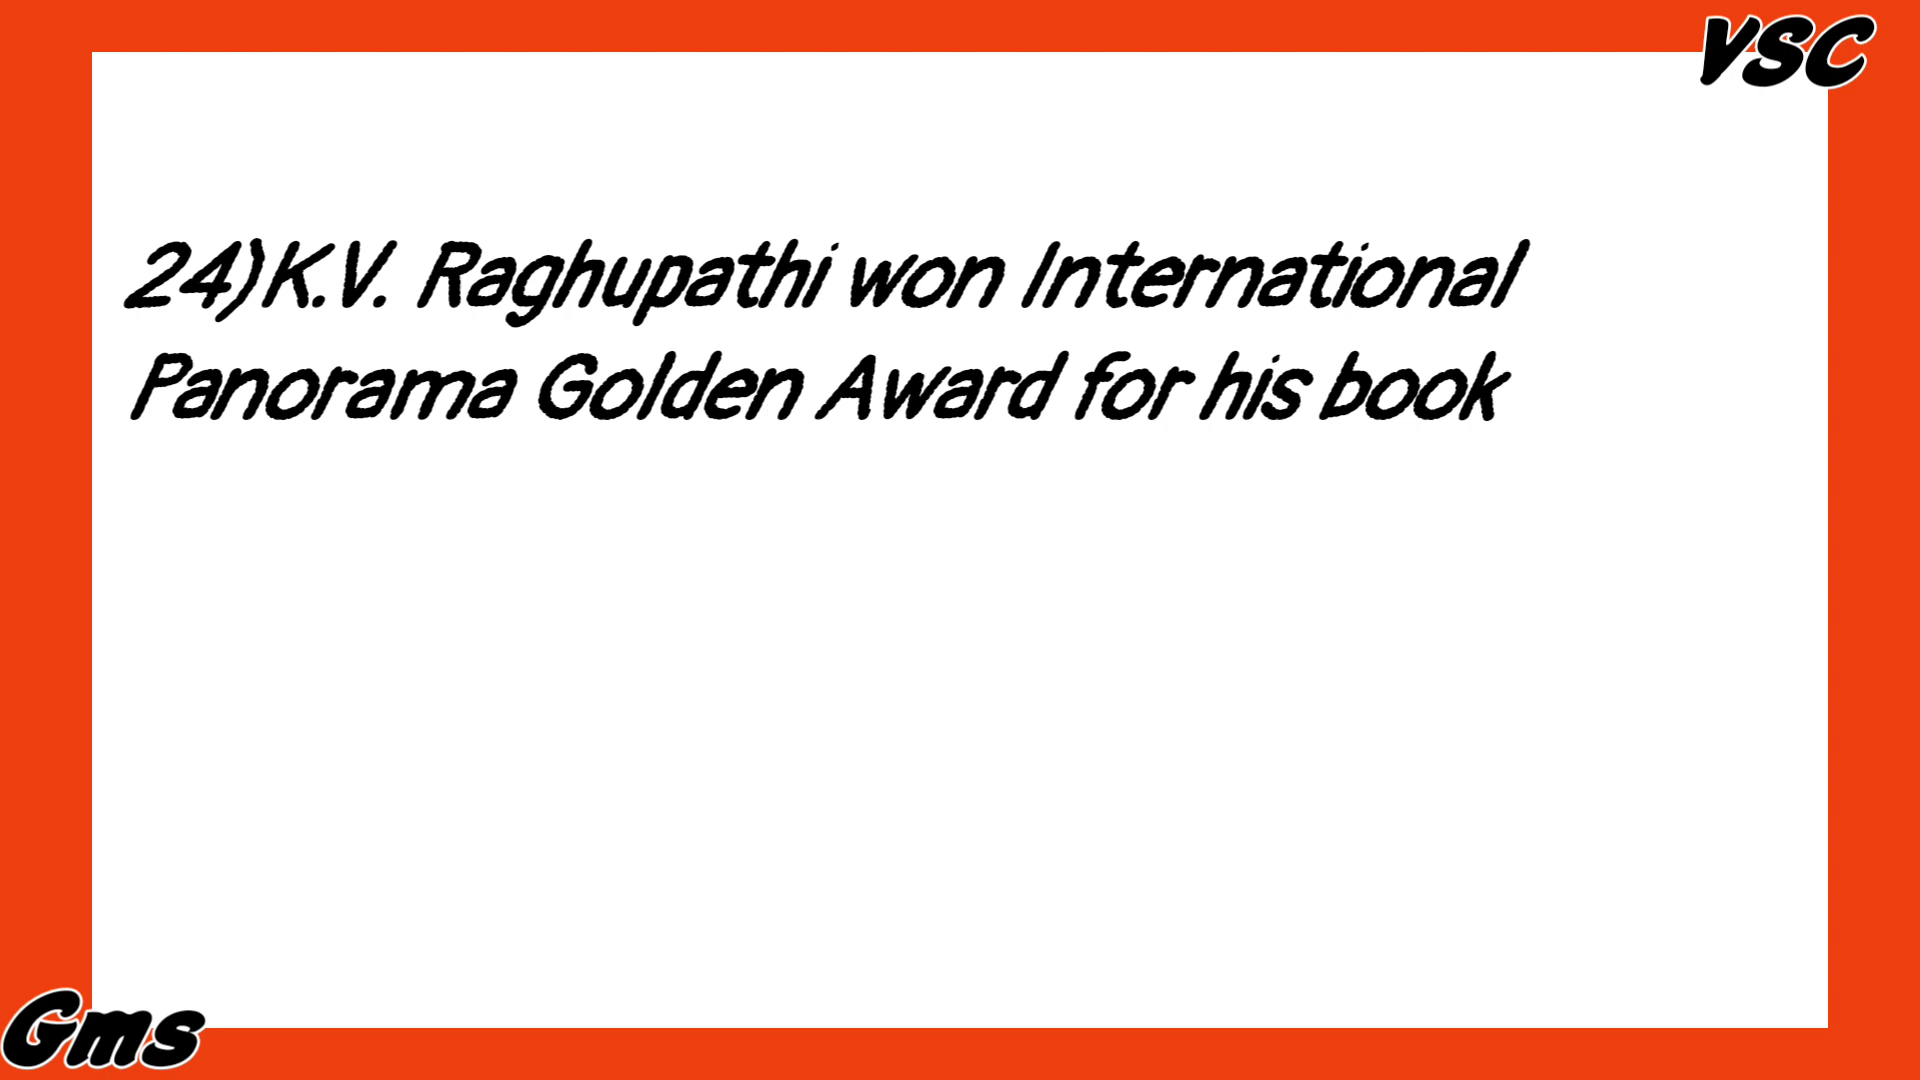 VSC
24)K.V. Raghupathi won International
Panorama Golden Award for his book
Gms